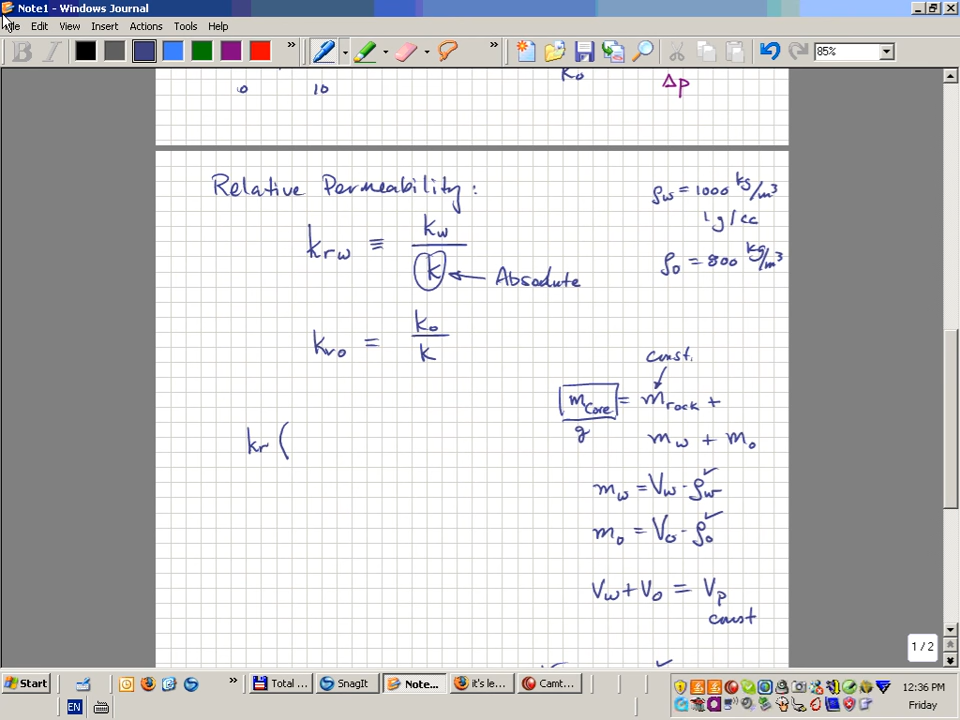 Note1 - Windows Journal
File Edit View Insert Actions Tools Help
B I 85%
0 10 Ko Δp
Relative Permeability:
krw ≡ kw / k ← Absolute
kro = ko / k
kr (
ρw = 1000 kg/m³
1 g/cc
ρo = 800 kg/m³
const.
mcore = mrock +
g
mw + mo
mw = Vw · ρw ✓
mo = Vo · ρo ✓
Vw + Vo = Vp
const
1 / 2
Start Total ... SnagIt Note... it's le... Camt... 12:36 PM
EN Friday